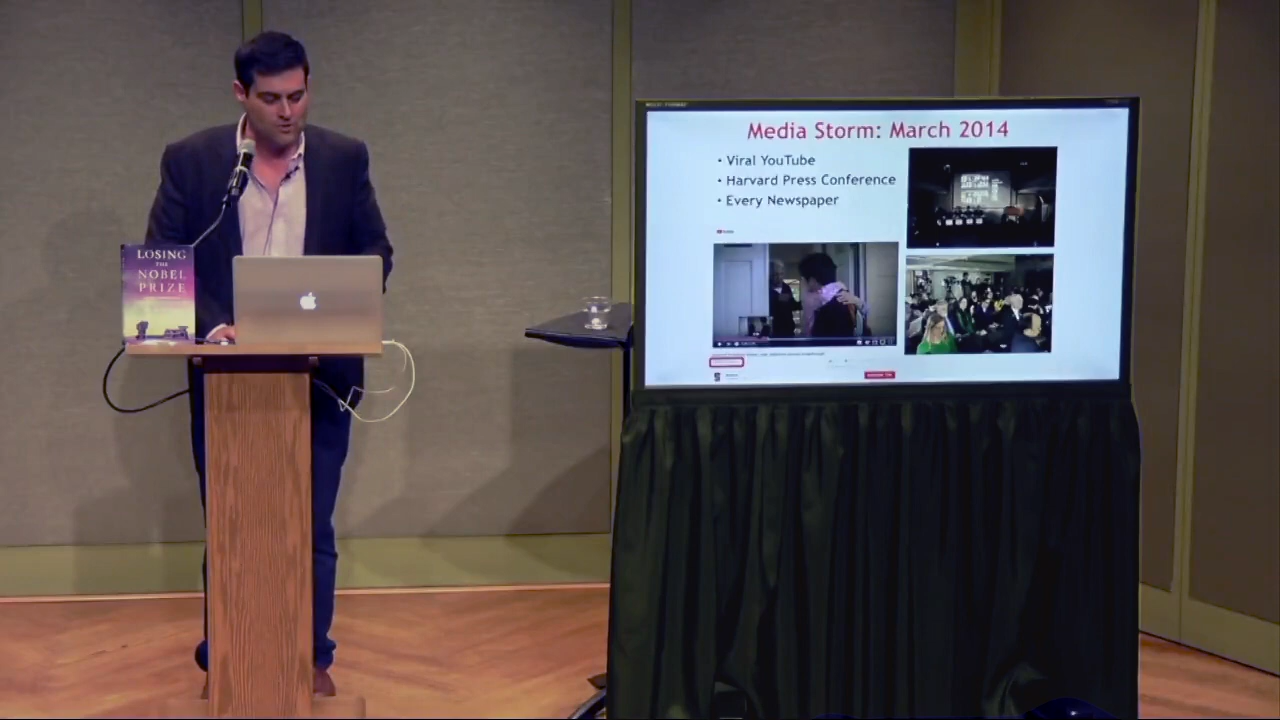 LOSING
THE
NOBEL
PRIZE
Media Storm: March 2014
• Viral YouTube
• Harvard Press Conference
• Every Newspaper